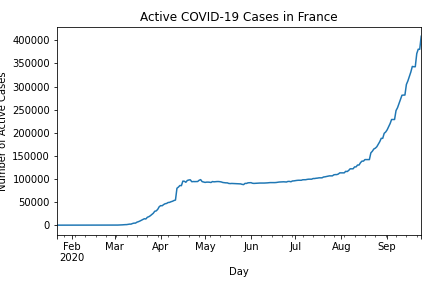 Active COVID-19 Cases in France
Number of Active Cases
400000
350000
300000
250000
200000
150000
100000
50000
0
Feb Mar Apr May Jun Jul Aug Sep
2020
Day